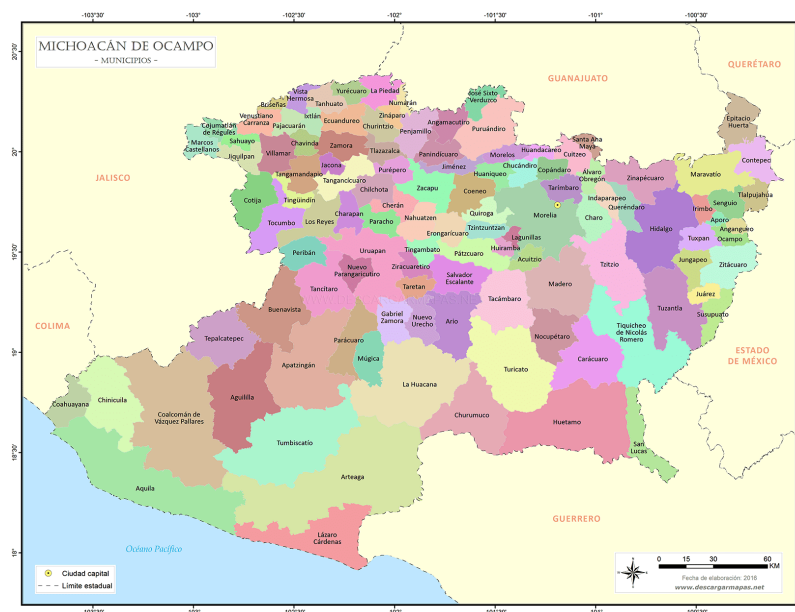 -103°30'
-103°
-102°30'
-102°
-101°30'
-101°
-100°30'
20°30'
20°
19°30'
19°
18°30'
18°
MICHOACÁN DE OCAMPO
- MUNICIPIOS -
GUANAJUATO
QUERÉTARO
JALISCO
COLIMA
ESTADO
DE MÉXICO
GUERRERO
Océano Pacífico
Vista
Hermosa
Yurécuaro
La Piedad
Briseñas
Tanhuato
Numarán
José Sixto
Verduzco
Venustiano
Carranza
Ixtlán
Ecuandureo
Zináparo
Angamacutiro
Puruándiro
Pajacuarán
Churintzio
Penjamillo
Cojumatlán
de Régules
Marcos
Castellanos
Sahuayo
Jiquilpan
Villamar
Chavinda
Zamora
Tlazazalca
Panindícuaro
Morelos
Huandacareo
Santa Ana
Maya
Cuitzeo
Epitacio
Huerta
Contepec
Jacona
Tangamandapio
Tangancícuaro
Purépero
Jiménez
Huaniqueo
Chucándiro
Copándaro
Álvaro
Obregón
Zinapécuaro
Maravatío
Tlalpujahua
Cotija
Tingüindín
Chilchota
Zacapu
Coeneo
Tarímbaro
Indaparapeo
Queréndaro
Irimbo
Senguio
Tocumbo
Los Reyes
Charapan
Cherán
Paracho
Nahuatzen
Quiroga
Morelia
Charo
Hidalgo
Aporo
Angangueo
Ocampo
Erongarícuaro
Tzintzuntzan
Lagunillas
Huiramba
Tuxpan
Peribán
Uruapan
Tingambato
Pátzcuaro
Acuitzio
Tzitzio
Jungapeo
Zitácuaro
Nuevo
Parangaricutiro
Ziracuaretiro
Salvador
Escalante
Madero
Tancítaro
Taretan
Tacámbaro
Juárez
Tuzantla
Susupuato
Buenavista
Gabriel
Zamora
Nuevo
Urecho
Ario
Tiquicheo
de Nicolás
Romero
Tepalcatepec
Parácuaro
Múgica
Nocupétaro
Carácuaro
Apatzingán
Turicato
La Huacana
Coahuayana
Chinicuila
Coalcomán de
Vázquez Pallares
Aguililla
Churumuco
Huetamo
Tumbiscatío
San
Lucas
Arteaga
Aquila
Lázaro
Cárdenas
Ciudad capital
Límite estadual
0 15 30 60
KM
Fecha de elaboración: 2018
www.descargarmapas.net